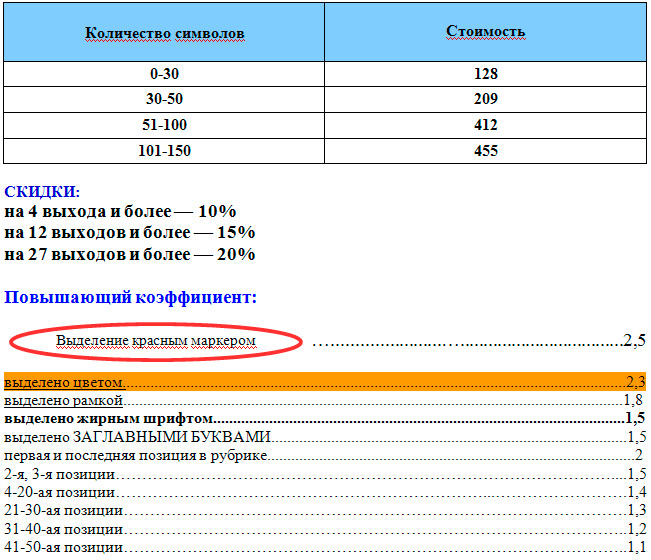 Количество символов Стоимость
0-30 128
30-50 209
51-100 412
101-150 455
СКИДКИ:
на 4 выхода и более — 10%
на 12 выходов и более — 15%
на 27 выходов и более — 20%
Повышающий коэффициент:
Выделение красным маркером ..............................................2,5
выделено цветом..............................................2,3
выделено рамкой..............................................1,8
выделено жирным шрифтом..............................................1,5
выделено ЗАГЛАВНЫМИ БУКВАМИ..............................................1,5
первая и последняя позиция в рубрике..............................................2
2-я, 3-я позиции..............................................1,5
4-20-ая позиции..............................................1,4
21-30-ая позиции..............................................1,3
31-40-ая позиции..............................................1,2
41-50-ая позиции..............................................1,1